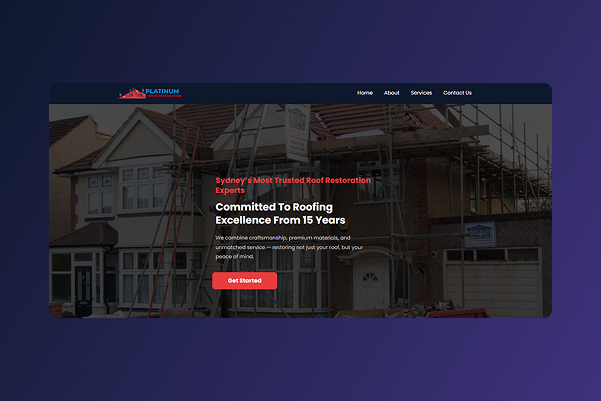 PLATINUM
Home About Services Contact Us
Sydney's Most Trusted Roof Restoration
Experts
Committed To Roofing
Excellence From 15 Years
We combine craftsmanship, premium materials, and
unmatched service — restoring not just your roof, but your
peace of mind.
Get Started